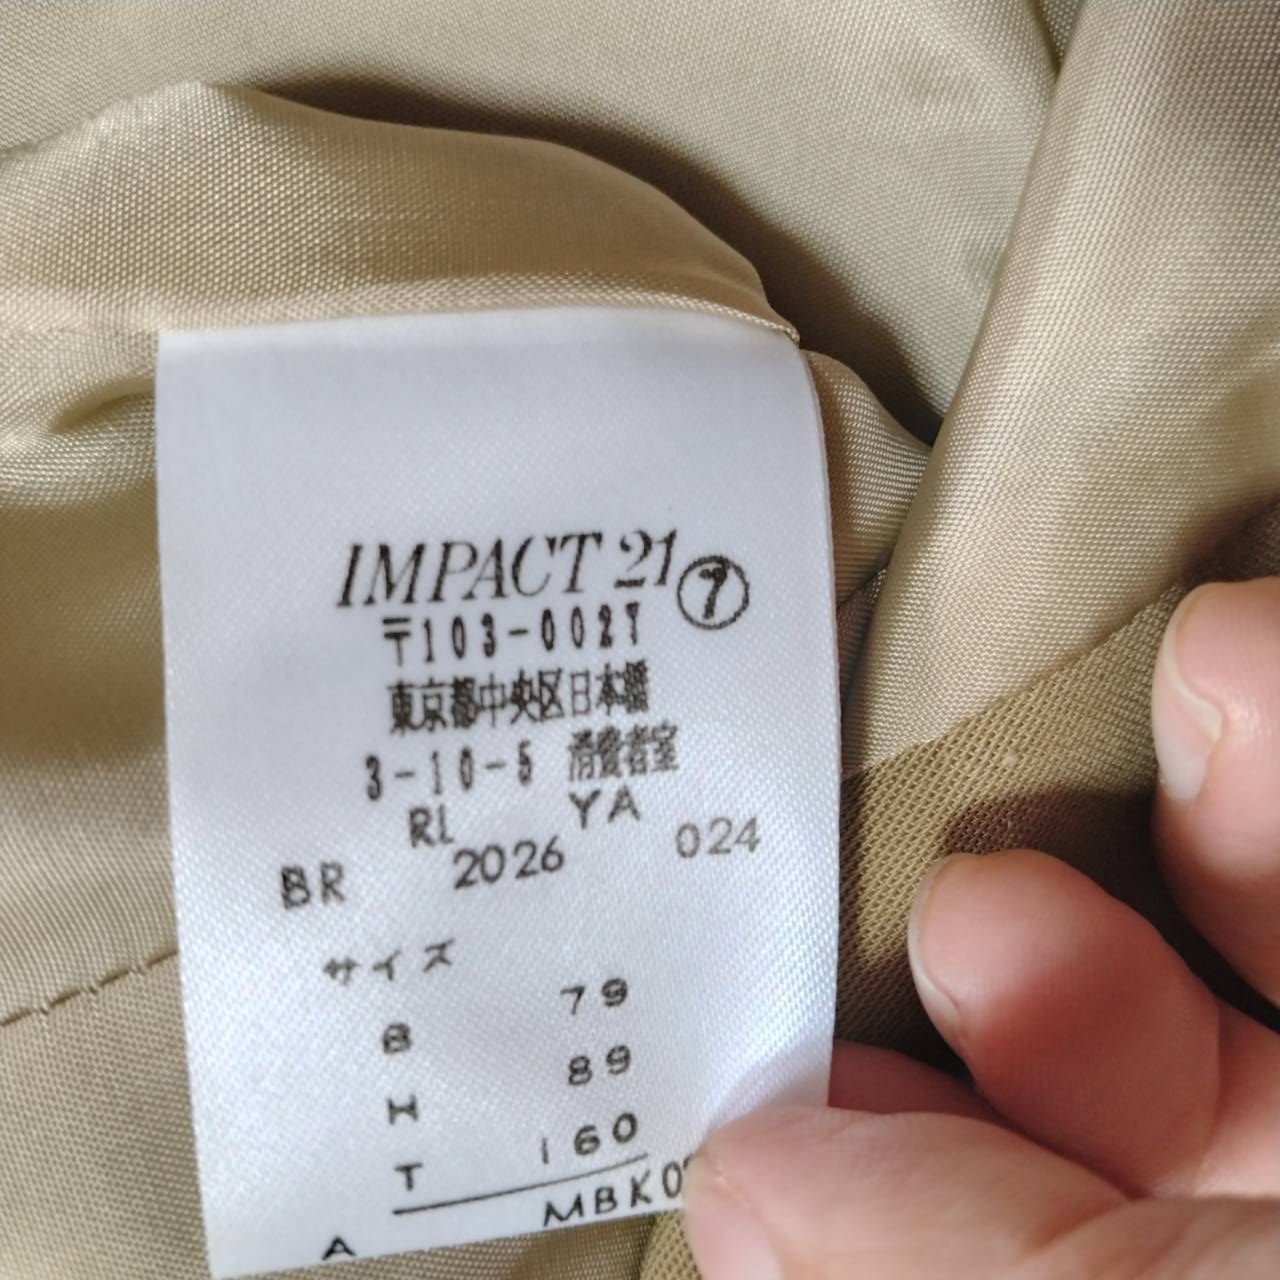 IMPACT 21 ⑦
〒103-0027
東京都中央区日本橋
3-10-5 消費者室
RL YA
BR 2026 024
サイズ
B 79
H 89
T 160
MBK0
A